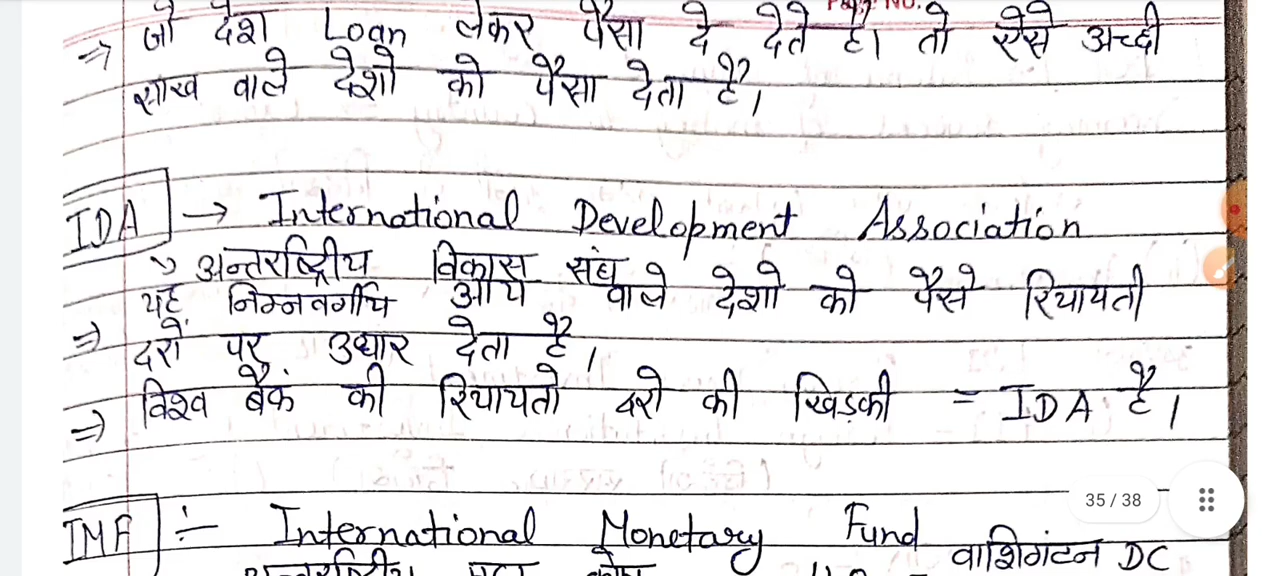 ⇒ जो देश Loan लेकर पैसा दे देते है। तो ऐसे अच्छी
साख वाले देशो को पैसा देता है।
IDA → International Development Association
↳ अन्तर्राष्ट्रीय विकास संघ
⇒ यह निम्नवर्गीय आय वाले देशो को पैसे रियायती
दरों पर उधार देता है।
⇒ विश्व बैंक की रियायतो दरो की खिड़की = IDA है।
IMF :- International Monetary Fund वाशिगंटन DC
35 / 38